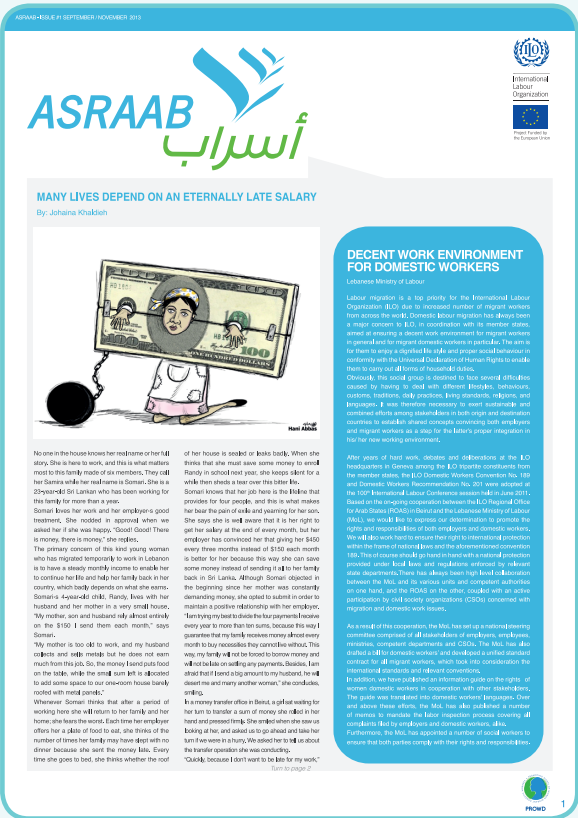 ASRAAB • ISSUE #1 SEPTEMBER / NOVEMBER 2013
International
Labour
Organization
Project Funded by
the European Union
ASRAAB
أسراب
MANY LIVES DEPEND ON AN ETERNALLY LATE SALARY
By: Johaina Khaldieh
100
ONE HUNDRED DOLLARS
Hani Abbas
No one in the house knows her real name or her full
story. She is here to work, and this is what matters
most to this family made of six members. They call
her Samira while her real name is Somari. She is a
23-year-old Sri Lankan who has been working for
this family for more than a year.
Somari loves her work and her employer-s good
treatment, She nodded in approval when we
asked her if she was happy. "Good! Good! There
is money, there is money," she replies.
The primary concern of this kind young woman
who has migrated temporarily to work in Lebanon
is to have a steady monthly income to enable her
to continue her life and help her family back in her
country, which badly depends on what she earns.
Somari-s 4-year-old child, Randy, lives with her
husband and her mother in a very small house,
"My mother, son and husband rely almost entirely
on the $150 I send them each month," says
Somari.
"My mother is too old to work, and my husband
collects and sells metals but he does not earn
much from this job. So, the money I send puts food
on the table, while the small sum left is allocated
to add some space to our one-room house barely
roofed with metal panels."
Whenever Somari thinks that after a period of
working here she will return to her family and her
home; she fears the worst. Each time her employer
offers her a plate of food to eat, she thinks of the
number of times her family may have slept with no
dinner because she sent the money late. Every
time she goes to bed, she thinks whether the roof
of her house is sealed or leaks badly. When she
thinks that she must save some money to enroll
Randy in school next year, she keeps silent for a
while then sheds a tear over this bitter life.
Somari knows that her job here is the lifeline that
provides for four people, and this is what makes
her bear the pain of exile and yearning for her son.
She says she is well aware that it is her right to
get her salary at the end of every month, but her
employer has convinced her that giving her $450
every three months instead of $150 each month
is better for her because this way she can save
some money instead of sending it all to her family
back in Sri Lanka. Although Somari objected in
the beginning since her mother was constantly
demanding money, she opted to submit in order to
maintain a positive relationship with her employer.
"I am trying my best to divide the four payments I receive
every year to more than ten sums, because this way I
guarantee that my family receives money almost every
month to buy necessities they cannot live without. This
way, my family will not be forced to borrow money and
will not be late on settling any payments. Besides, I am
afraid that if I send a big amount to my husband, he will
desert me and marry another woman," she concludes,
smiling.
In a money transfer office in Beirut, a girl sat waiting for
her turn to transfer a sum of money she rolled in her
hand and pressed firmly. She smiled when she saw us
looking at her, and asked us to go ahead and take her
turn if we were in a hurry, We asked her to tell us about
the transfer operation she was conducting.
"Quickly, because I don't want to be late for my work,"
Turn to page 2
DECENT WORK ENVIRONMENT
FOR DOMESTIC WORKERS
Lebanese Ministry of Labour
Labour migration is a top priority for the International Labour
Organization (ILO) due to increased number of migrant workers
from across the world. Domestic labour migration has always been
a major concern to ILO, in coordination with its member states,
aimed at ensuring a decent work environment for migrant workers
in general and for migrant domestic workers in particular. The aim is
for them to enjoy a dignified life style and proper social behaviour in
conformity with the Universal Declaration of Human Rights to enable
them to carry out all forms of household duties.
Obviously, this social group is destined to face several difficulties
caused by having to deal with different lifestyles, behaviours,
customs, traditions, daily practices, living standards, religions, and
languages. It was therefore necessary to exert sustainable and
combined efforts among stakeholders in both origin and destination
countries to establish shared concepts convincing both employers
and migrant workers as a step for the latter's proper integration in
his/ her new working environment.
After years of hard work, debates and deliberations at the ILO
headquarters in Geneva among the ILO tripartite constituents from
the member states, the ILO Domestic Workers Convention No. 189
and Domestic Workers Recommendation No. 201 were adopted at
the 100th International Labour Conference session held in June 2011.
Based on the on-going cooperation between the ILO Regional Office
for Arab States (ROAS) in Beirut and the Lebanese Ministry of Labour
(MoL), we would like to express our determination to promote the
rights and responsibilities of both employers and domestic workers.
We will also work hard to ensure their right to international protection
within the frame of national laws and the aforementioned convention
189. This of course should go hand in hand with a national protection
provided under local laws and regulations enforced by relevant
state departments. There has always been high level collaboration
between the MoL and its various units and competent authorities
on one hand, and the ROAS on the other, coupled with an active
participation by civil society organizations (CSOs) concerned with
migration and domestic work issues.
As a result of this cooperation, the MoL has set up a national steering
committee comprised of all stakeholders of employers, employees,
ministries, competent departments and CSOs. The MoL has also
drafted a bill for domestic workers' and developed a unified standard
contract for all migrant workers, which took into consideration the
international standards and relevant conventions.
In addition, we have published an information guide on the rights of
women domestic workers in cooperation with other stakeholders,
The guide was translated into domestic workers' languages. Over
and above these efforts, the MoL has also published a number
of memos to mandate the labor inspection process covering all
complaints filed by employers and domestic workers, alike.
Furthermore, the MoL has appointed a number of social workers to
ensure that both parties comply with their rights and responsibilities.
PROWD
1